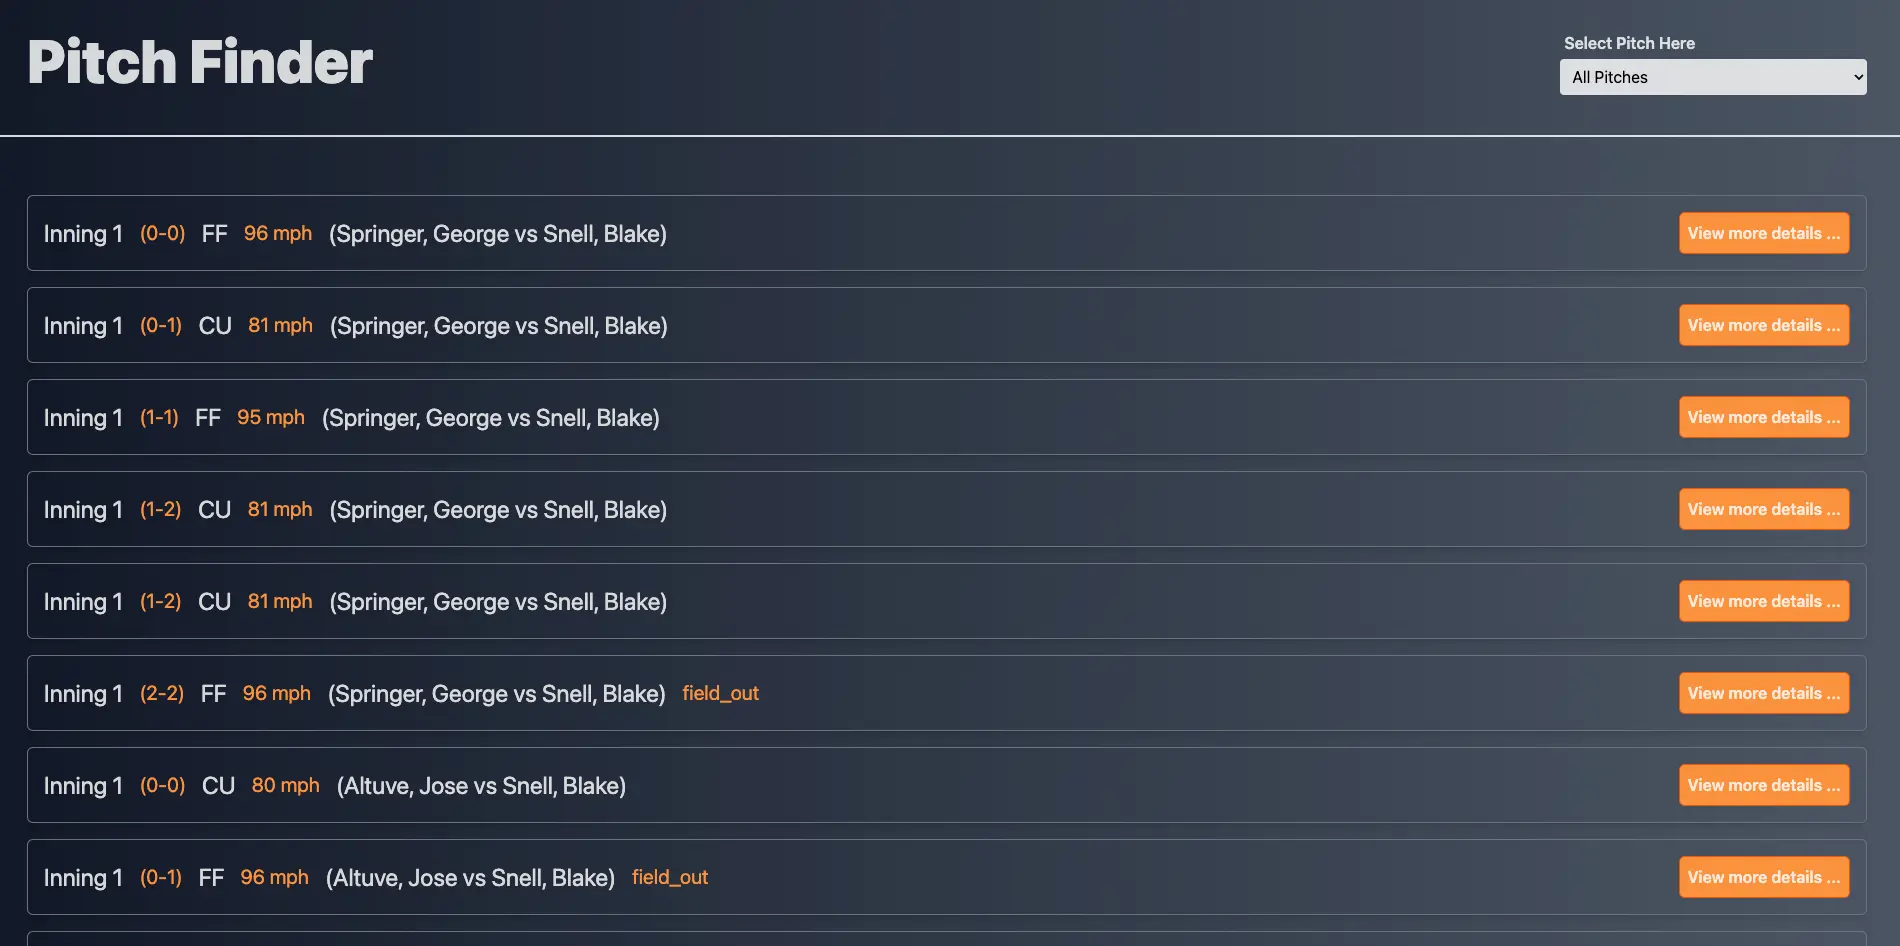 Pitch Finder
Select Pitch Here
All Pitches
Inning 1 (0-0) FF 96 mph (Springer, George vs Snell, Blake) View more details ...
Inning 1 (0-1) CU 81 mph (Springer, George vs Snell, Blake) View more details ...
Inning 1 (1-1) FF 95 mph (Springer, George vs Snell, Blake) View more details ...
Inning 1 (1-2) CU 81 mph (Springer, George vs Snell, Blake) View more details ...
Inning 1 (1-2) CU 81 mph (Springer, George vs Snell, Blake) View more details ...
Inning 1 (2-2) FF 96 mph (Springer, George vs Snell, Blake) field_out View more details ...
Inning 1 (0-0) CU 80 mph (Altuve, Jose vs Snell, Blake) View more details ...
Inning 1 (0-1) FF 96 mph (Altuve, Jose vs Snell, Blake) field_out View more details ...